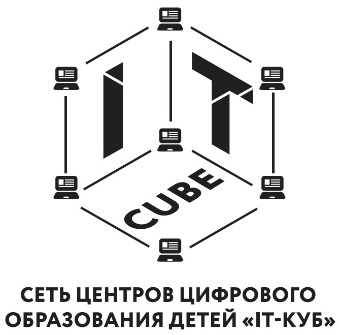 IT
CUBE
СЕТЬ ЦЕНТРОВ ЦИФРОВОГО
ОБРАЗОВАНИЯ ДЕТЕЙ «IT-КУБ»